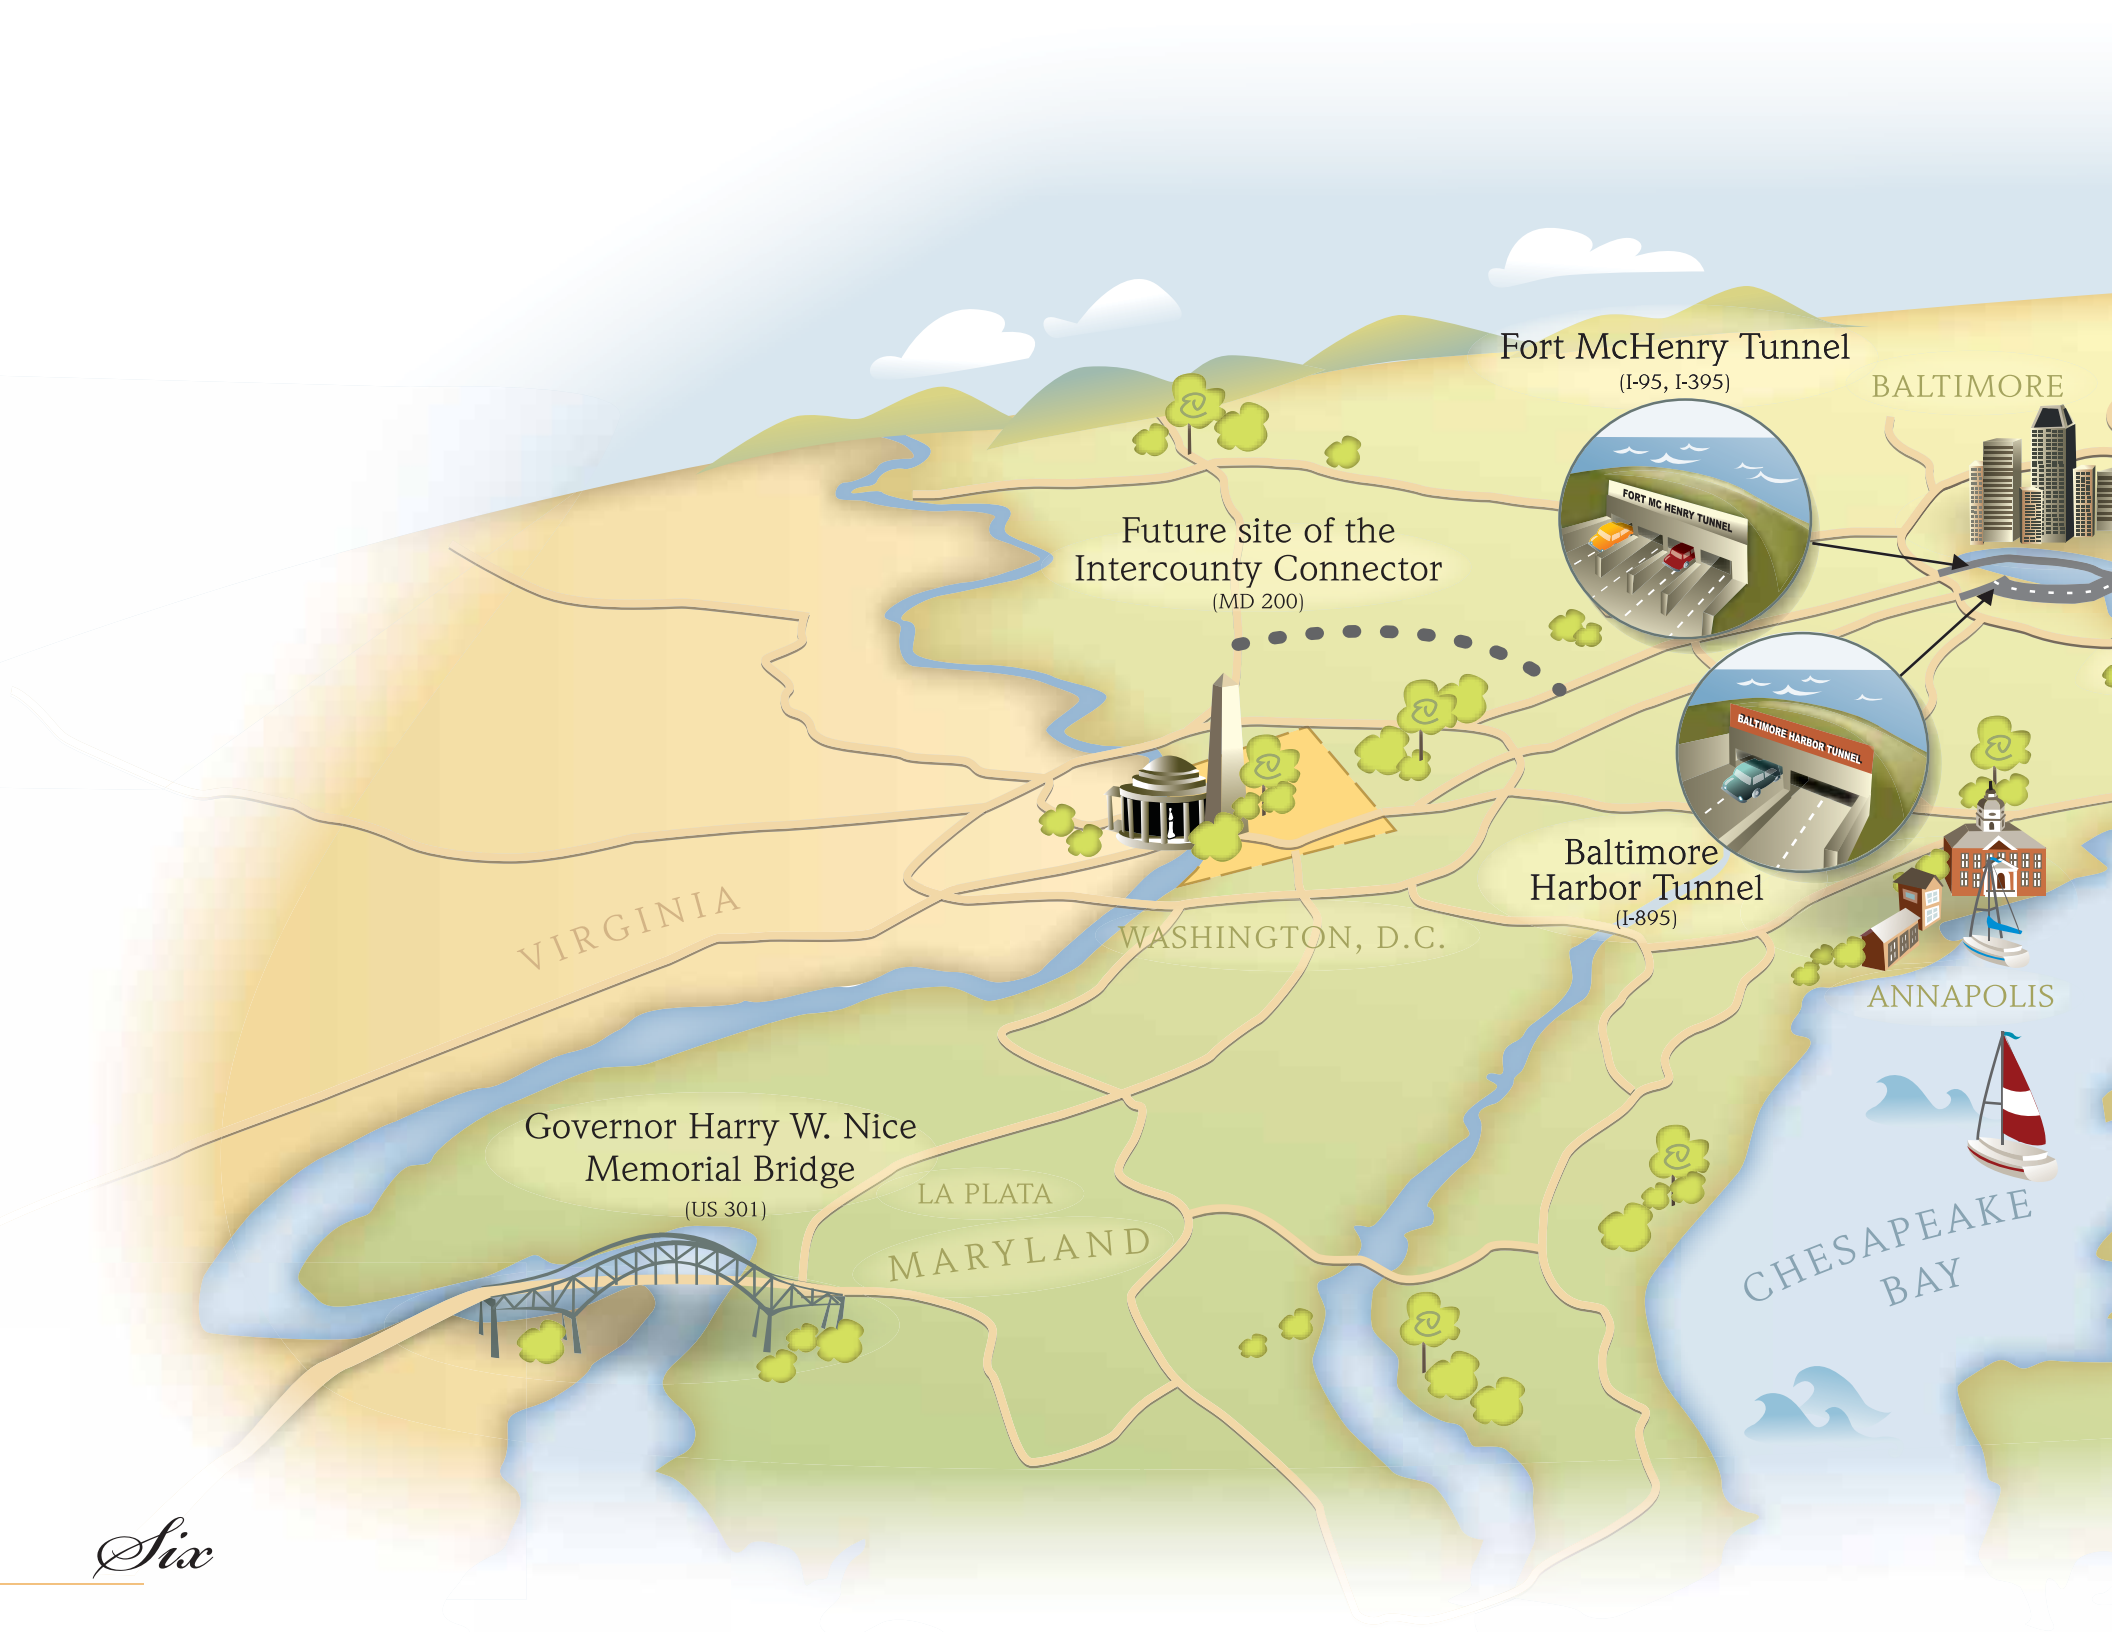 Fort McHenry Tunnel
(I-95, I-395)
BALTIMORE
FORT MC HENRY TUNNEL
Future site of the
Intercounty Connector
(MD 200)
BALTIMORE HARBOR TUNNEL
Baltimore
Harbor Tunnel
(I-895)
VIRGINIA
WASHINGTON, D.C.
ANNAPOLIS
Governor Harry W. Nice
Memorial Bridge
(US 301)
LA PLATA
MARYLAND
CHESAPEAKE
BAY
Six